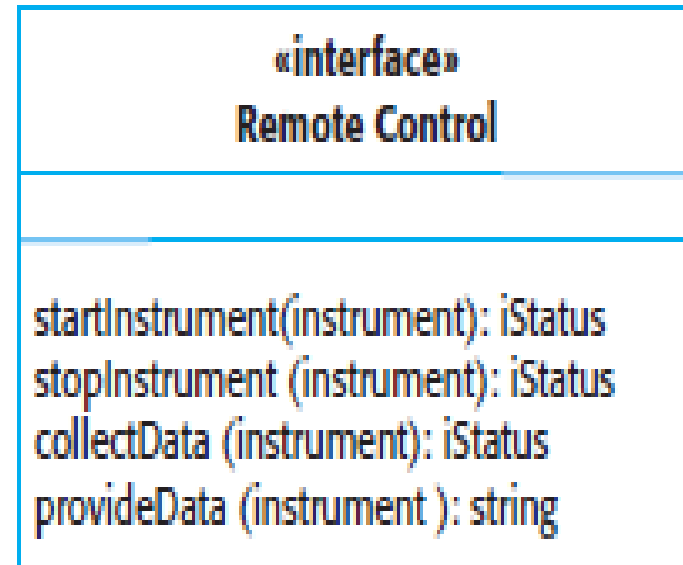 «interface»
Remote Control
startInstrument(instrument): iStatus
stopInstrument (instrument): iStatus
collectData (instrument): iStatus
provideData (instrument ): string